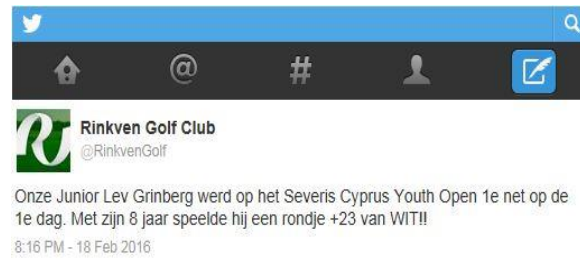 @
#
Rinkven Golf Club
@RinkvenGolf
Onze Junior Lev Grinberg werd op het Severis Cyprus Youth Open 1e net op de
1e dag. Met zijn 8 jaar speelde hij een rondje +23 van WIT!!
8:16 PM - 18 Feb 2016